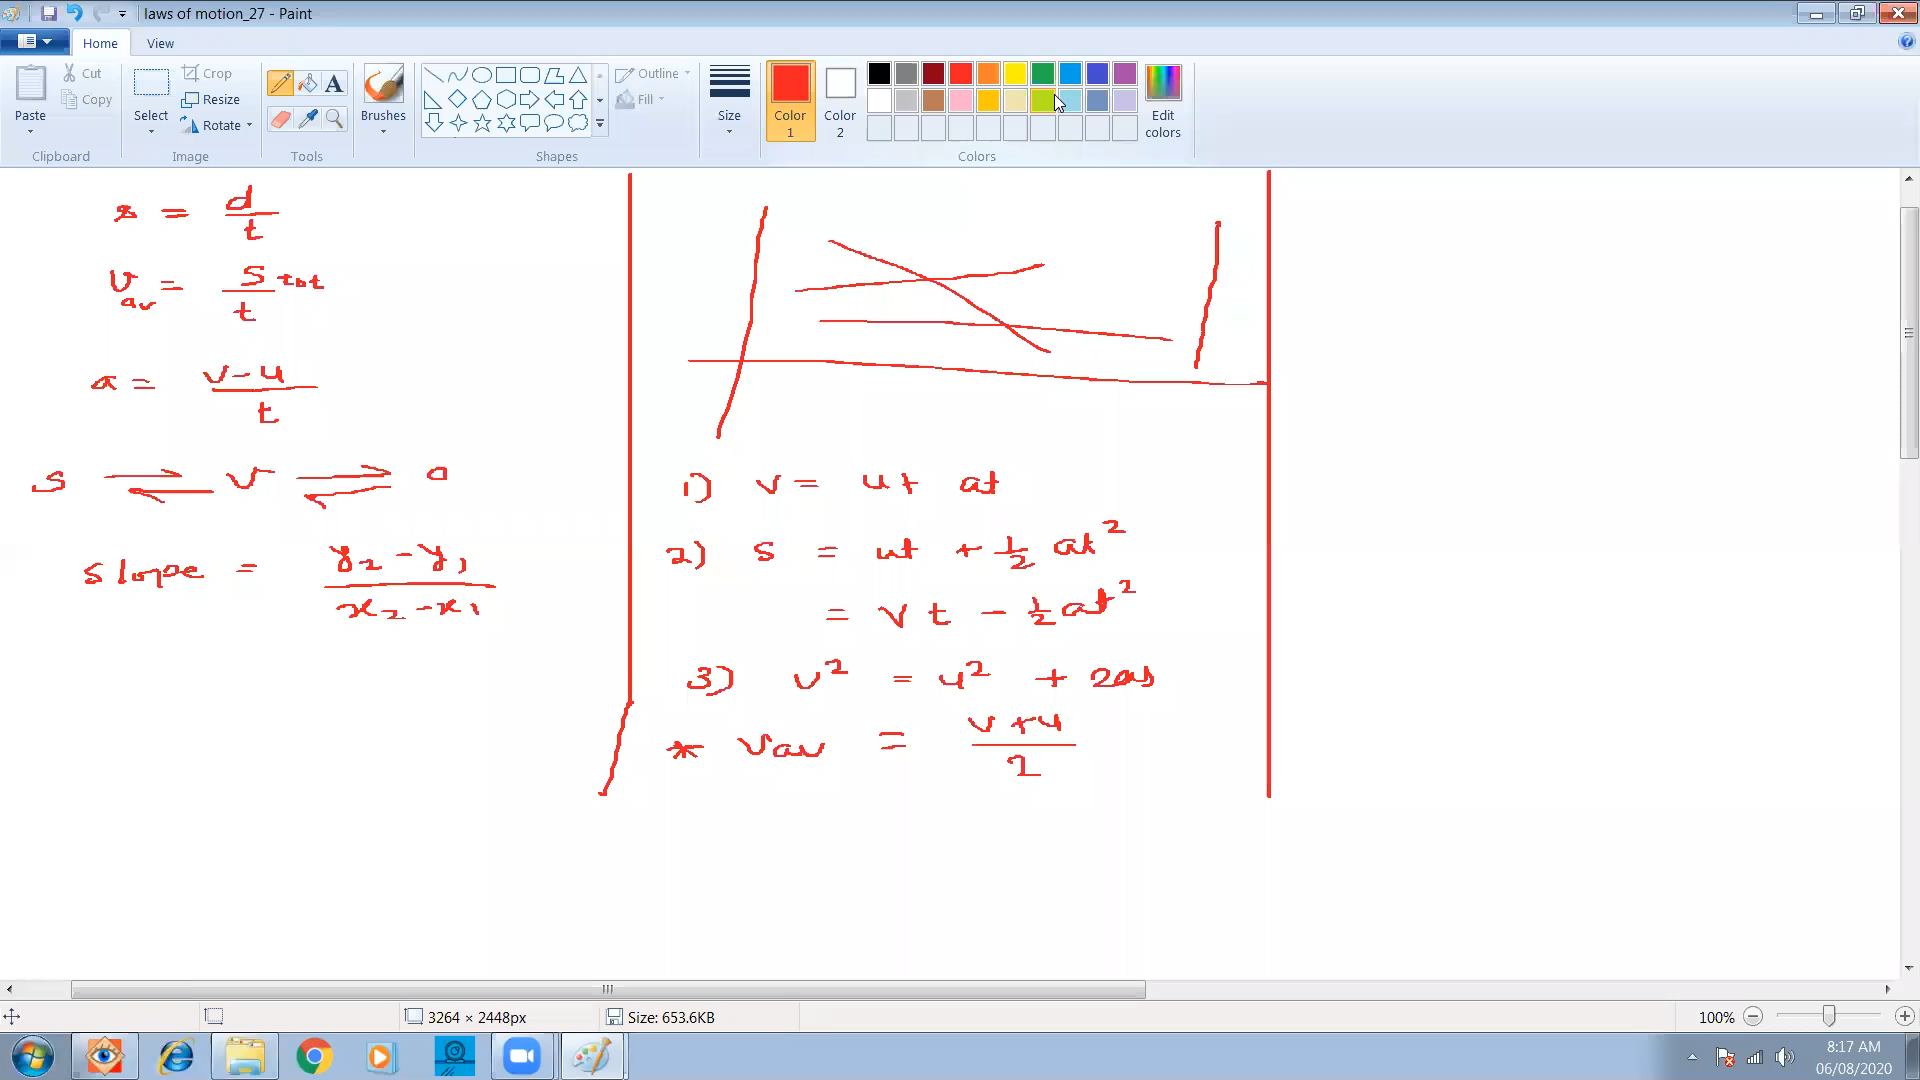 laws of motion_27 - Paint
Home View
Paste
Cut
Copy
Clipboard
Select
Crop
Resize
Rotate
Image
A
Tools
Brushes
Shapes
Outline
Fill
Size
Color 1
Color 2
Edit colors
Colors
s = d/t
v av = S tot / t
a = v-u / t
s ⇌ v ⇌ a
slope = y₂ - y₁ / x₂ - x₁
1) v = u+ at
2) s = ut + ½ at²
= vt - ½ at²
3) v² = u² + 2as
* Vav = v+u / 2
3264 × 2448px
Size: 653.6KB
100%
8:17 AM
06/08/2020